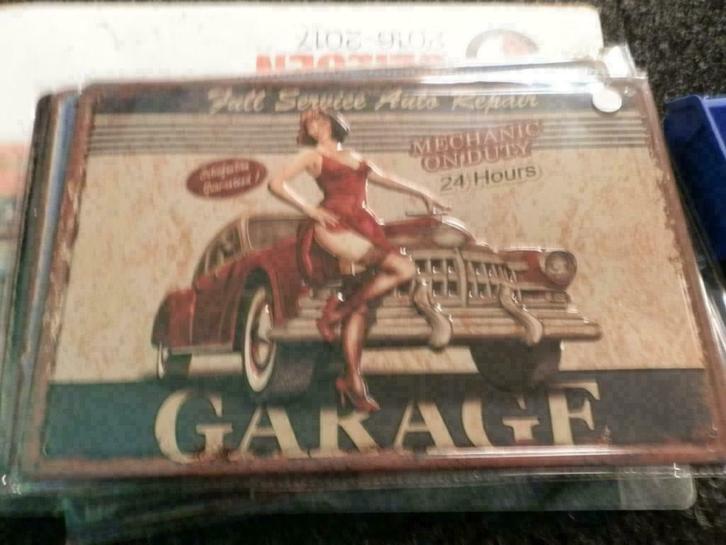 2016-2017
Full Service Auto Repair
MECHANIC
ON DUTY
24 Hours
GARAGE